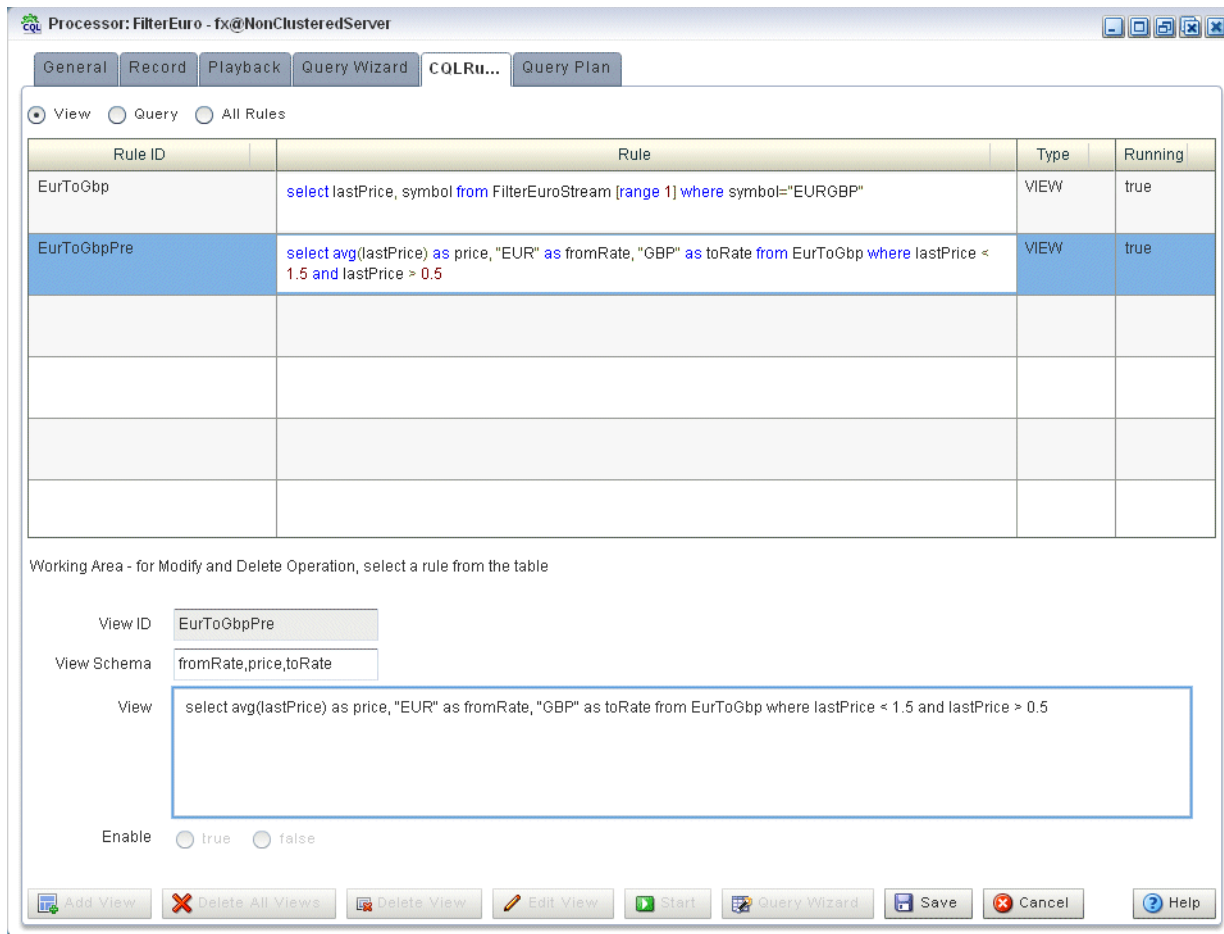 CQL Processor: FilterEuro - fx@NonClusteredServer
General Record Playback Query Wizard CQLRu... Query Plan
View Query All Rules
Rule ID Rule Type Running
EurToGbp select lastPrice, symbol from FilterEuroStream [range 1] where symbol="EURGBP" VIEW true
EurToGbpPre select avg(lastPrice) as price, "EUR" as fromRate, "GBP" as toRate from EurToGbp where lastPrice < VIEW true
1.5 and lastPrice > 0.5
Working Area - for Modify and Delete Operation, select a rule from the table
View ID EurToGbpPre
View Schema fromRate,price,toRate
View select avg(lastPrice) as price, "EUR" as fromRate, "GBP" as toRate from EurToGbp where lastPrice < 1.5 and lastPrice > 0.5
Enable true false
Add View Delete All Views Delete View Edit View Start Query Wizard Save Cancel Help